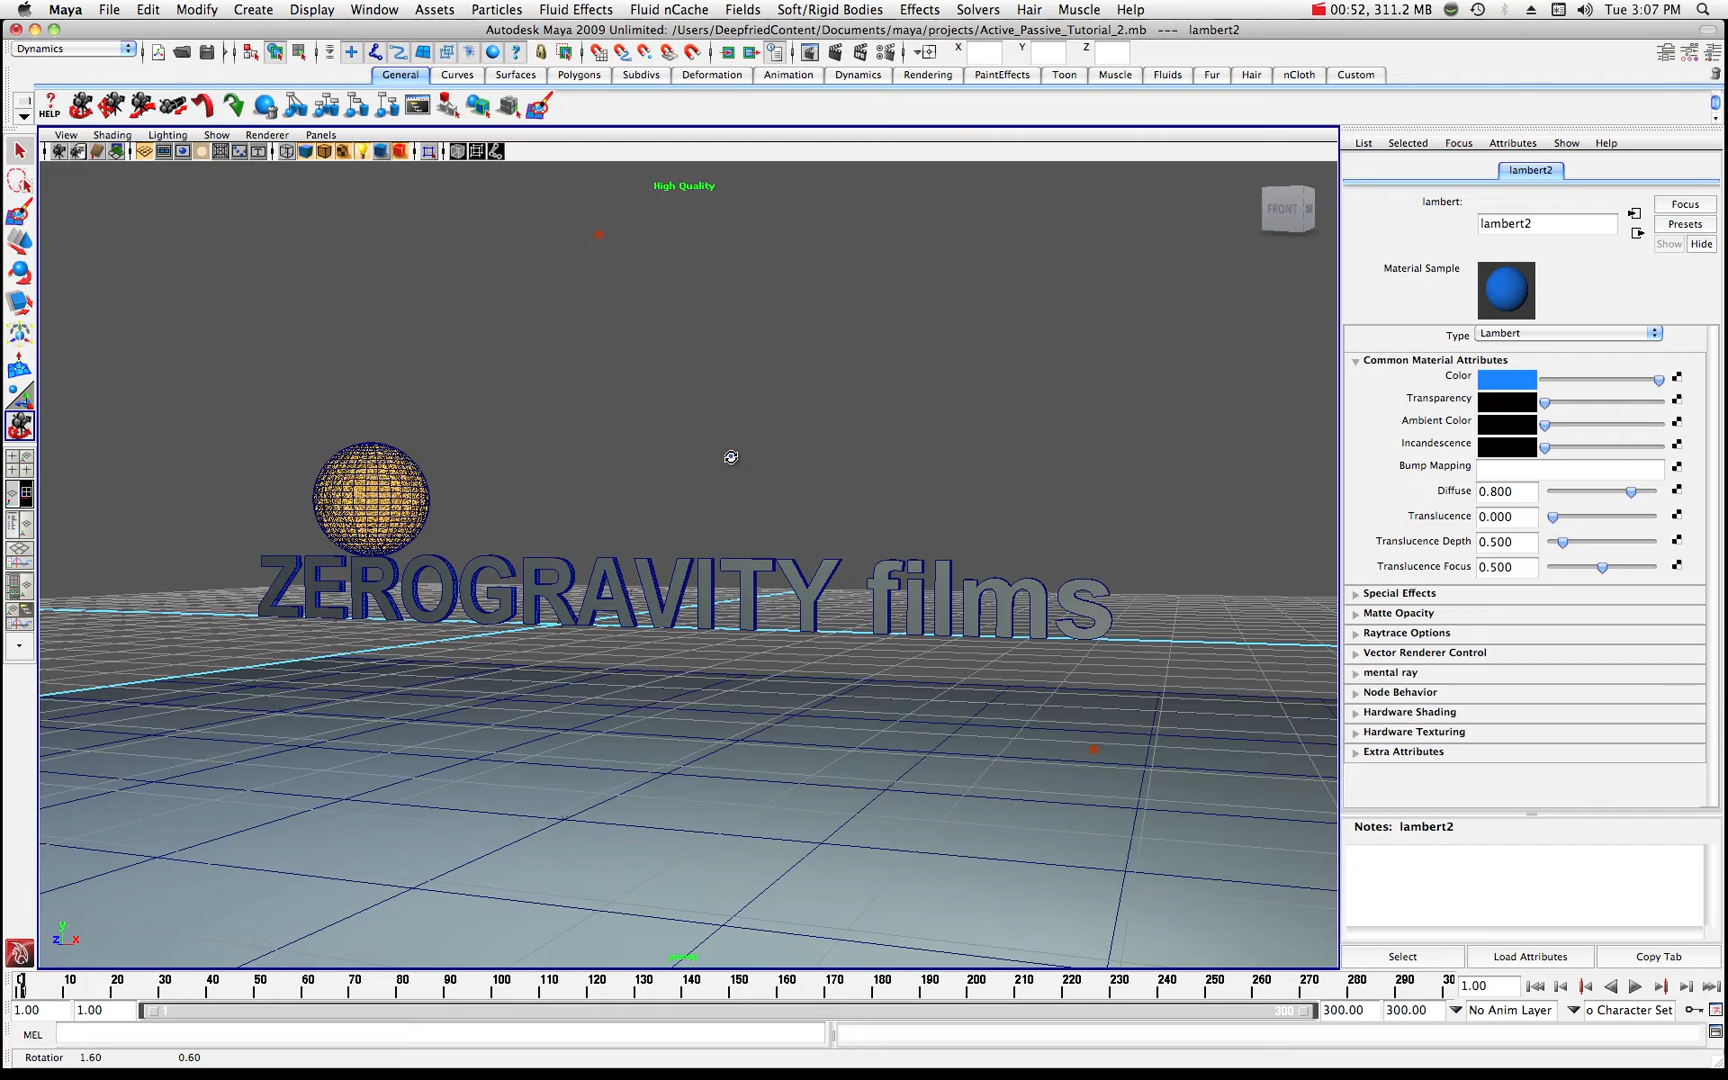 Maya File Edit Modify Create Display Window Assets Particles Fluid Effects Fluid nCache Fields Soft/Rigid Bodies Effects Solvers Hair Muscle Help 00:52, 311.2 MB Tue 3:07 PM
Autodesk Maya 2009 Unlimited: /Users/DeepfriedContent/Documents/maya/projects/Active_Passive_Tutorial_2.mb --- lambert2
Dynamics X Y Z
General Curves Surfaces Polygons Subdivs Deformation Animation Dynamics Rendering PaintEffects Toon Muscle Fluids Fur Hair nCloth Custom
HELP
View Shading Lighting Show Renderer Panels
List Selected Focus Attributes Help
lambert2
High Quality
FRONT
lambert:
lambert2
Focus
Presets
Show Hide
Material Sample
Type Lambert
Common Material Attributes
Color
Transparency
Ambient Color
Incandescence
Bump Mapping
Diffuse 0.800
Translucence 0.000
Translucence Depth 0.500
Translucence Focus 0.500
Special Effects
Matte Opacity
Raytrace Options
Vector Renderer Control
mental ray
Node Behavior
Hardware Shading
Hardware Texturing
Extra Attributes
ZEROGRAVITY films
Notes: lambert2
y
z x
persp
Select Load Attributes Copy Tab
10 20 30 40 50 60 70 80 90 100 110 120 130 140 150 160 170 180 190 200 210 220 230 240 250 260 270 280 290 30 1.00
1.00 1.00 1 300 300.00 300.00 No Anim Layer o Character Set
MEL
Rotatior 1.60 0.60